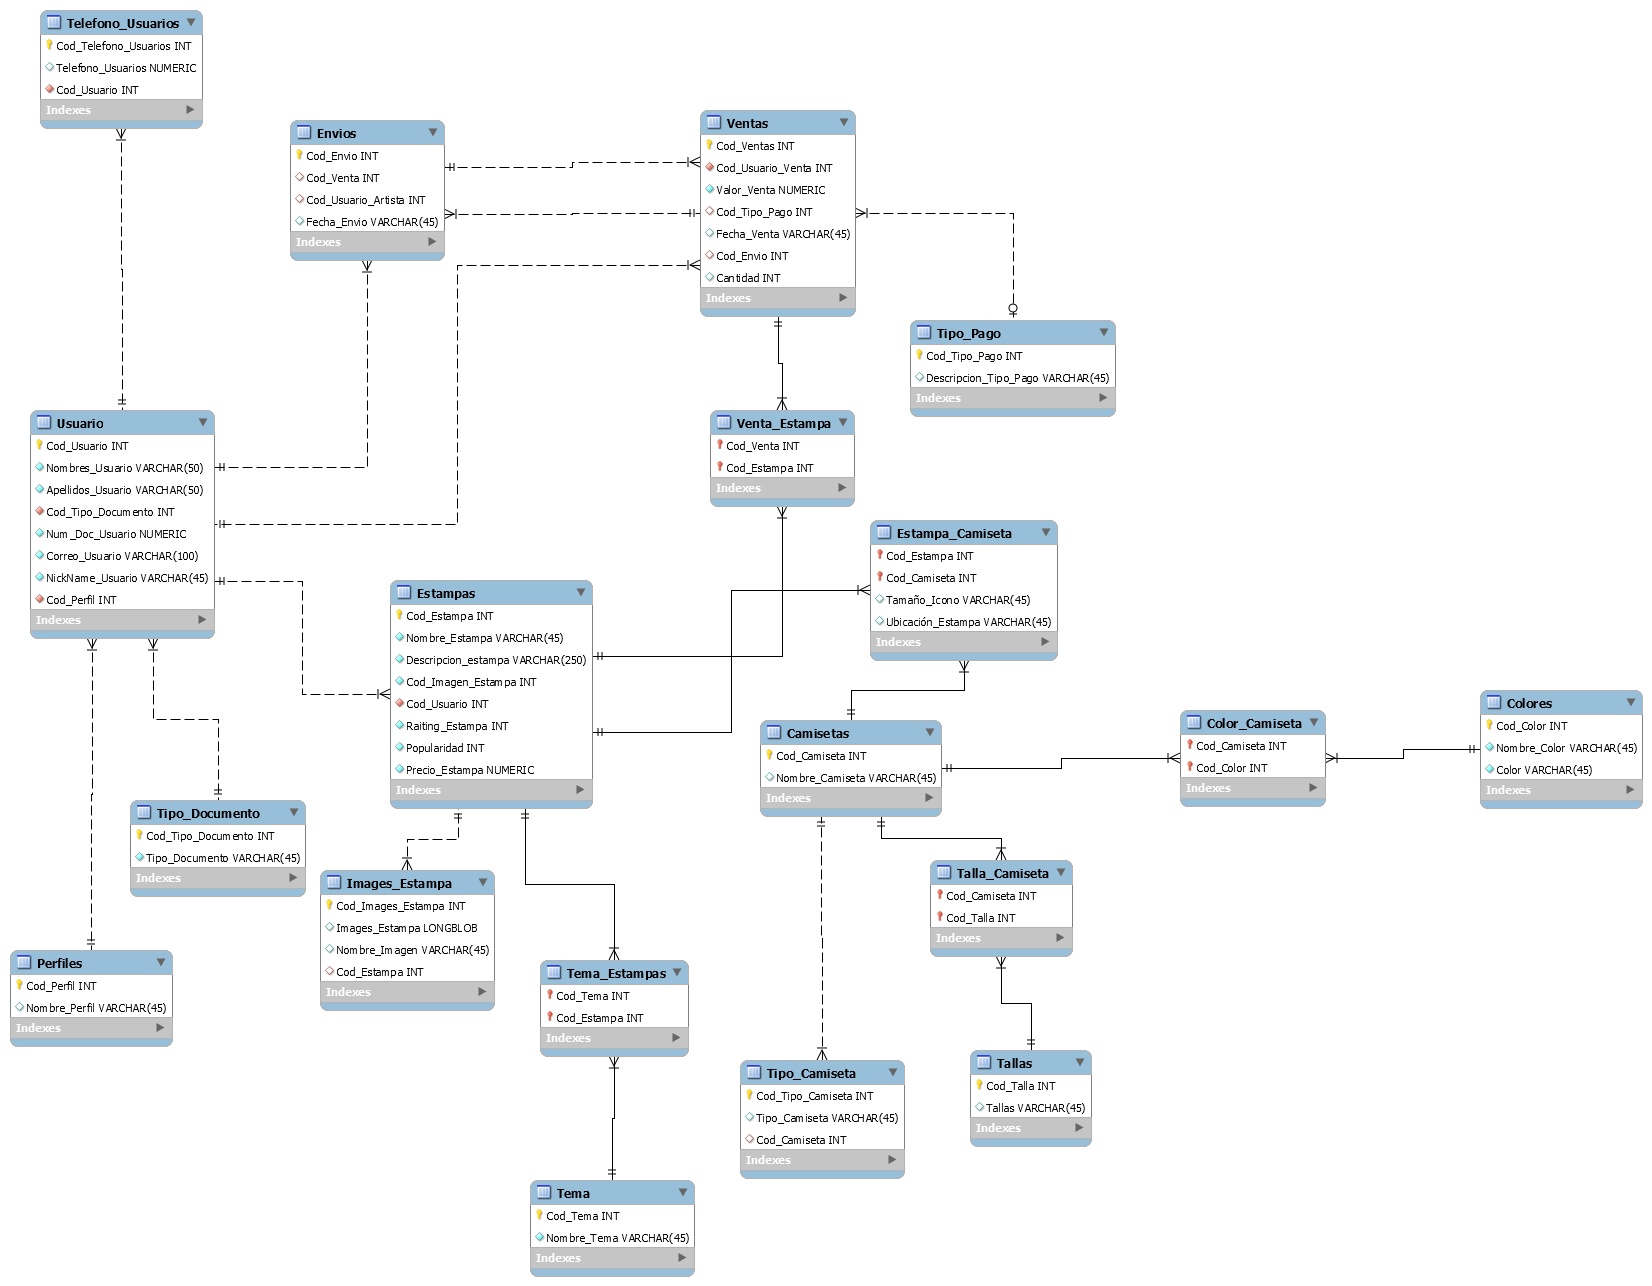 Telefono_Usuarios
Cod_Telefono_Usuarios INT
Telefono_Usuarios NUMERIC
Cod_Usuario INT
Indexes
Envios
Cod_Envio INT
Cod_Venta INT
Cod_Usuario_Artista INT
Fecha_Envio VARCHAR(45)
Indexes
Ventas
Cod_Ventas INT
Cod_Usuario_Venta INT
Valor_Venta NUMERIC
Cod_Tipo_Pago INT
Fecha_Venta VARCHAR(45)
Cod_Envio INT
Cantidad INT
Indexes
Tipo_Pago
Cod_Tipo_Pago INT
Descripcion_Tipo_Pago VARCHAR(45)
Indexes
Usuario
Cod_Usuario INT
Nombres_Usuario VARCHAR(50)
Apellidos_Usuario VARCHAR(50)
Cod_Tipo_Documento INT
Num_Doc_Usuario NUMERIC
Correo_Usuario VARCHAR(100)
NickName_Usuario VARCHAR(45)
Cod_Perfil INT
Indexes
Venta_Estampa
Cod_Venta INT
Cod_Estampa INT
Indexes
Estampa_Camiseta
Cod_Estampa INT
Cod_Camiseta INT
Tamaño_Icono VARCHAR(45)
Ubicación_Estampa VARCHAR(45)
Indexes
Estampas
Cod_Estampa INT
Nombre_Estampa VARCHAR(45)
Descripcion_estampa VARCHAR(250)
Cod_Imagen_Estampa INT
Cod_Usuario INT
Raiting_Estampa INT
Popularidad INT
Precio_Estampa NUMERIC
Indexes
Camisetas
Cod_Camiseta INT
Nombre_Camiseta VARCHAR(45)
Indexes
Color_Camiseta
Cod_Camiseta INT
Cod_Color INT
Indexes
Colores
Cod_Color INT
Nombre_Color VARCHAR(45)
Color VARCHAR(45)
Indexes
Tipo_Documento
Cod_Tipo_Documento INT
Tipo_Documento VARCHAR(45)
Indexes
Images_Estampa
Cod_Images_Estampa INT
Images_Estampa LONGBLOB
Nombre_Imagen VARCHAR(45)
Cod_Estampa INT
Indexes
Talla_Camiseta
Cod_Camiseta INT
Cod_Talla INT
Indexes
Perfiles
Cod_Perfil INT
Nombre_Perfil VARCHAR(45)
Indexes
Tema_Estampas
Cod_Tema INT
Cod_Estampa INT
Indexes
Tipo_Camiseta
Cod_Tipo_Camiseta INT
Tipo_Camiseta VARCHAR(45)
Cod_Camiseta INT
Indexes
Tallas
Cod_Talla INT
Tallas VARCHAR(45)
Indexes
Tema
Cod_Tema INT
Nombre_Tema VARCHAR(45)
Indexes